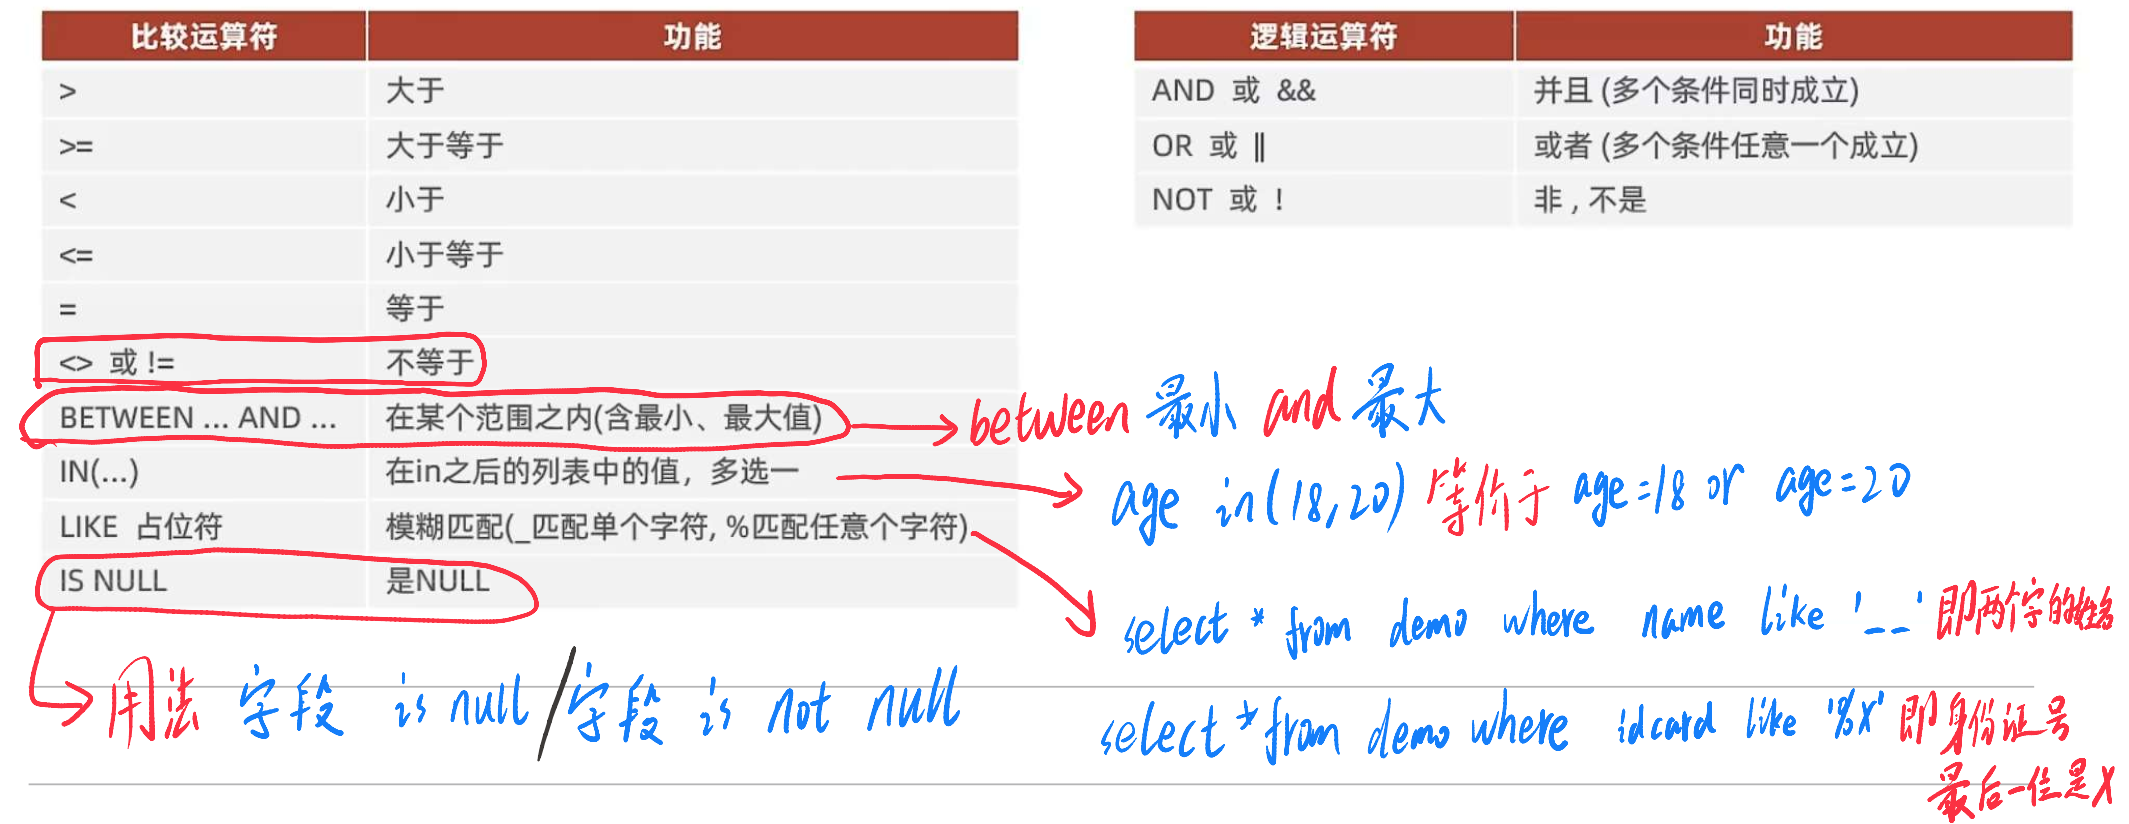 比较运算符 功能
> 大于
>= 大于等于
< 小于
<= 小于等于
= 等于
<> 或 != 不等于
BETWEEN ... AND ... 在某个范围之内(含最小、最大值)
IN(...) 在in之后的列表中的值，多选一
LIKE 占位符 模糊匹配(_匹配单个字符, %匹配任意个字符)
IS NULL 是NULL
逻辑运算符 功能
AND 或 && 并且 (多个条件同时成立)
OR 或 || 或者 (多个条件任意一个成立)
NOT 或 ! 非 , 不是
between 最小 and 最大
age in(18,20) 等价于 age=18 or age=20
select * from demo where name like '__' 即两个字的姓名
select * from demo where idcard like '%X' 即身份证号
最后一位是X
用法 字段 is null / 字段 is not null